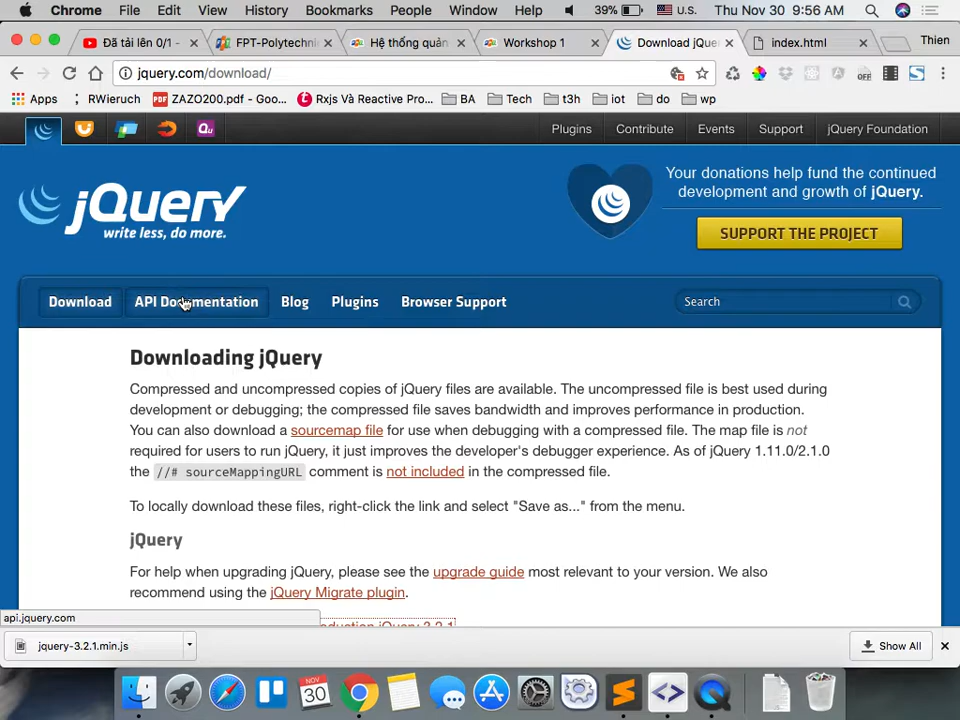 Chrome File Edit View History Bookmarks People Window Help 39% U.S. Thu Nov 30 9:56 AM
Đã tải lên 0/1 - × FPT-Polytechni × Hệ thống quản × Workshop 1 × Download jQue × index.html × Thien
jquery.com/download/ OFF
Apps RWieruch PDF ZAZO200.pdf - Goo... Rxjs Và Reactive Pro... BA Tech t3h iot do wp
Qu Plugins Contribute Events Support jQuery Foundation
Your donations help fund the continued
development and growth of jQuery.
jQuery
write less, do more.
SUPPORT THE PROJECT
Download API Documentation Blog Plugins Browser Support Search
Downloading jQuery
Compressed and uncompressed copies of jQuery files are available. The uncompressed file is best used during
development or debugging; the compressed file saves bandwidth and improves performance in production.
You can also download a sourcemap file for use when debugging with a compressed file. The map file is not
required for users to run jQuery, it just improves the developer's debugger experience. As of jQuery 1.11.0/2.1.0
the //# sourceMappingURL comment is not included in the compressed file.
To locally download these files, right-click the link and select "Save as..." from the menu.
jQuery
For help when upgrading jQuery, please see the upgrade guide most relevant to your version. We also
recommend using the jQuery Migrate plugin.
api.jquery.com
jquery-3.2.1.min.js Show All
NOV
30